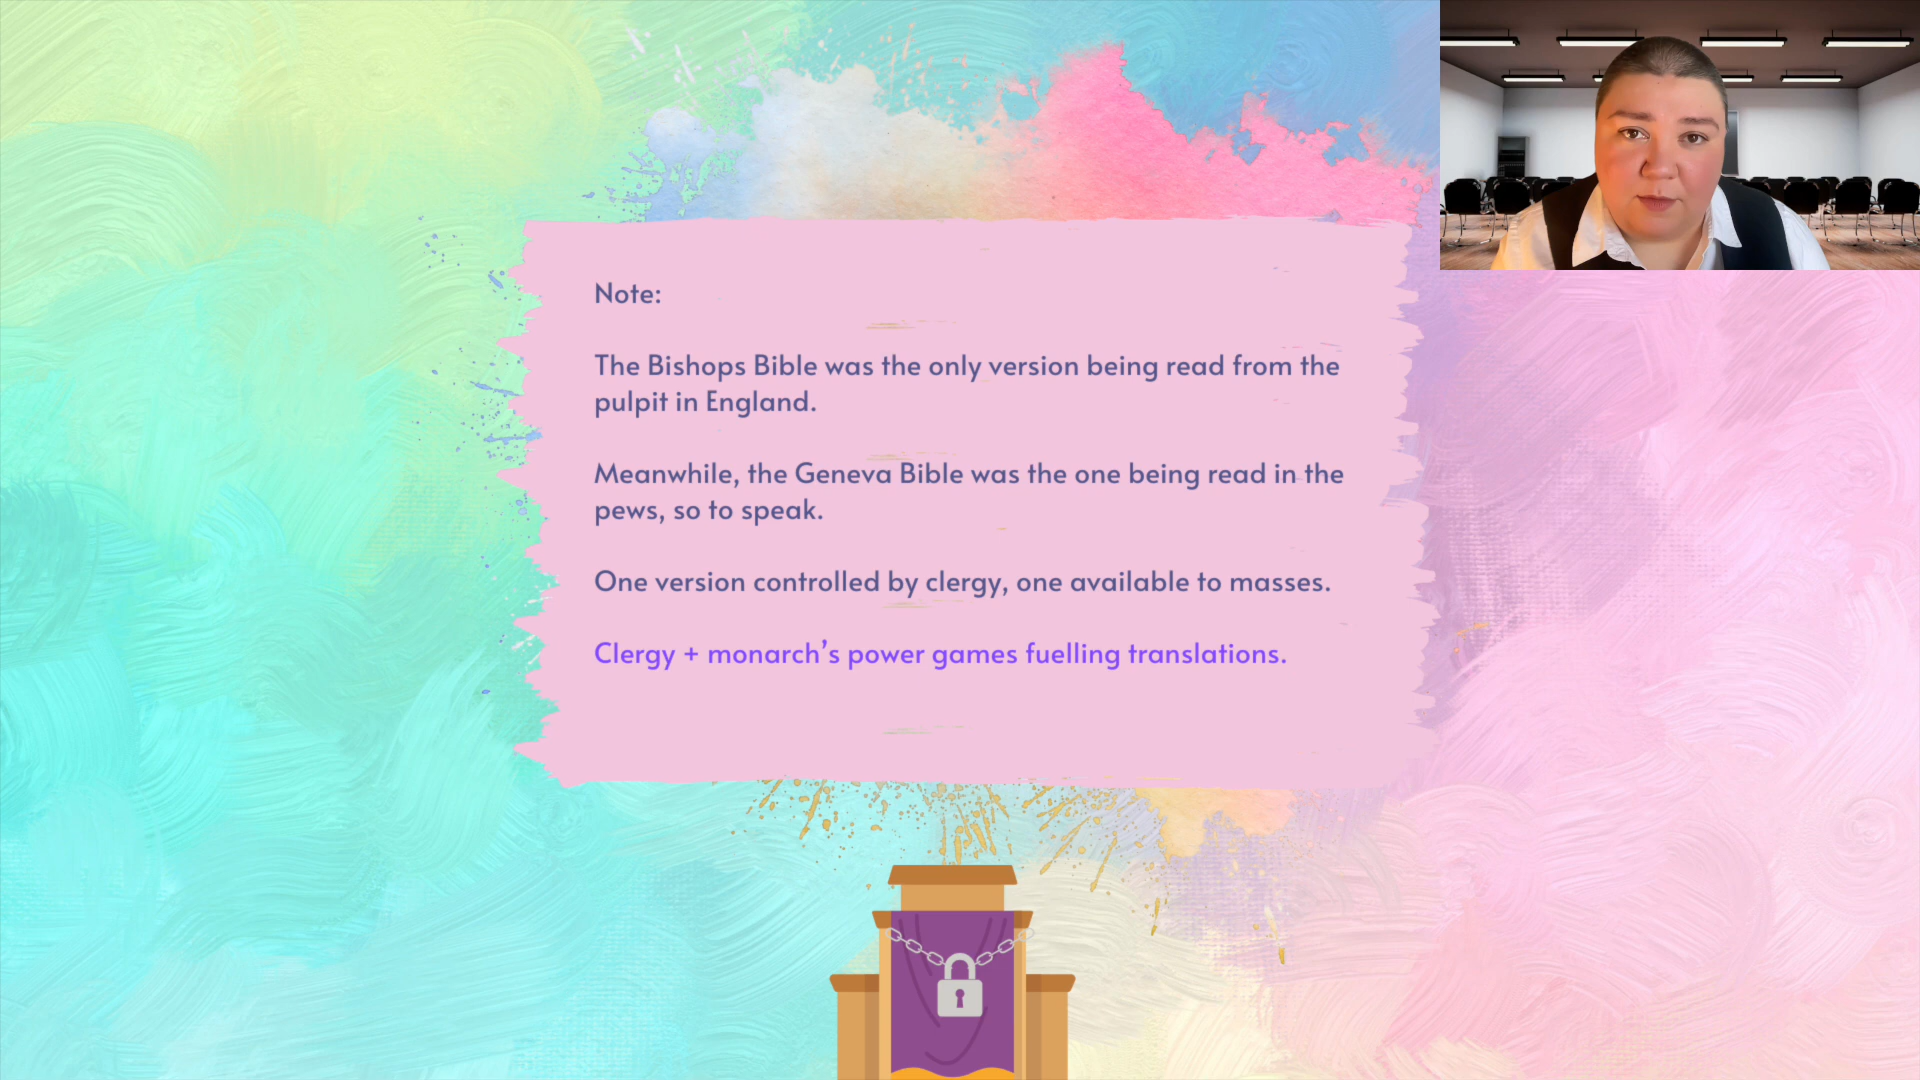 Note:
The Bishops Bible was the only version being read from the
pulpit in England.
Meanwhile, the Geneva Bible was the one being read in the
pews, so to speak.
One version controlled by clergy, one available to masses.
Clergy + monarch’s power games fuelling translations.